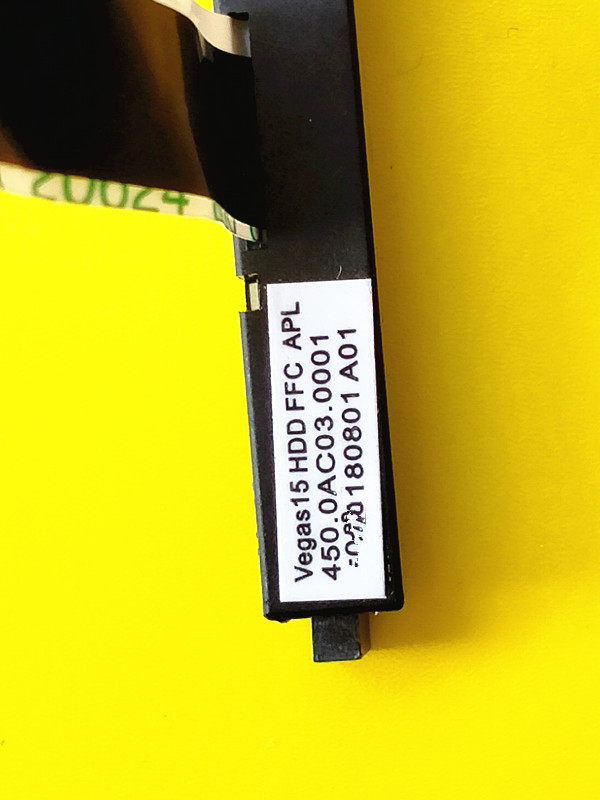 Vegas15 HDD FFC APL
450.0AC03.0001
180801 A01
20624